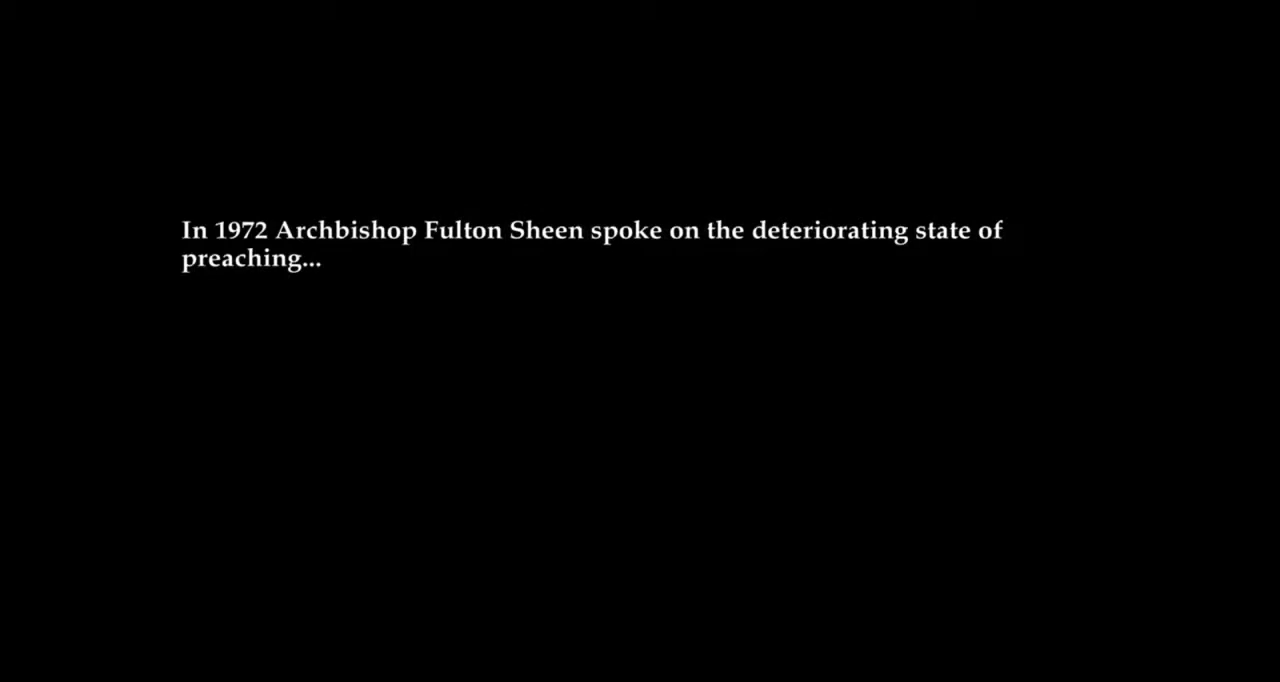 In 1972 Archbishop Fulton Sheen spoke on the deteriorating state of
preaching...